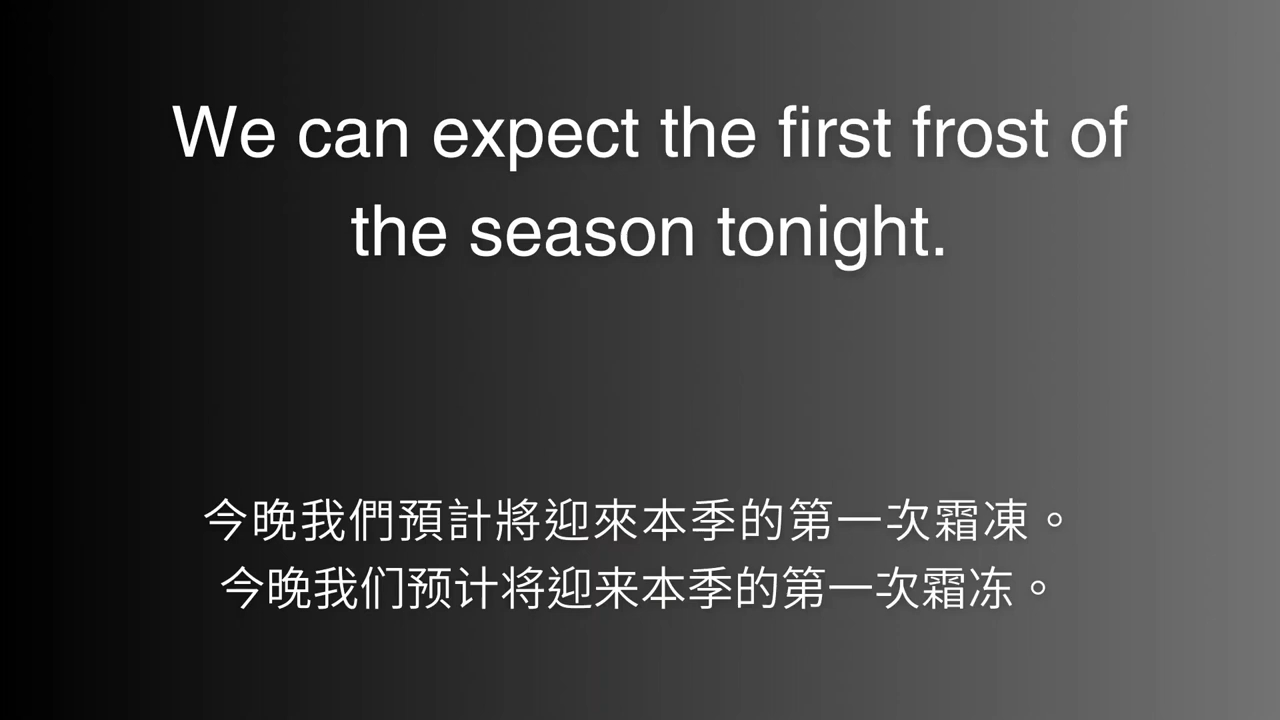 We can expect the first frost of
the season tonight.
今晚我們預計將迎來本季的第一次霜凍。
今晚我们预计将迎来本季的第一次霜冻。